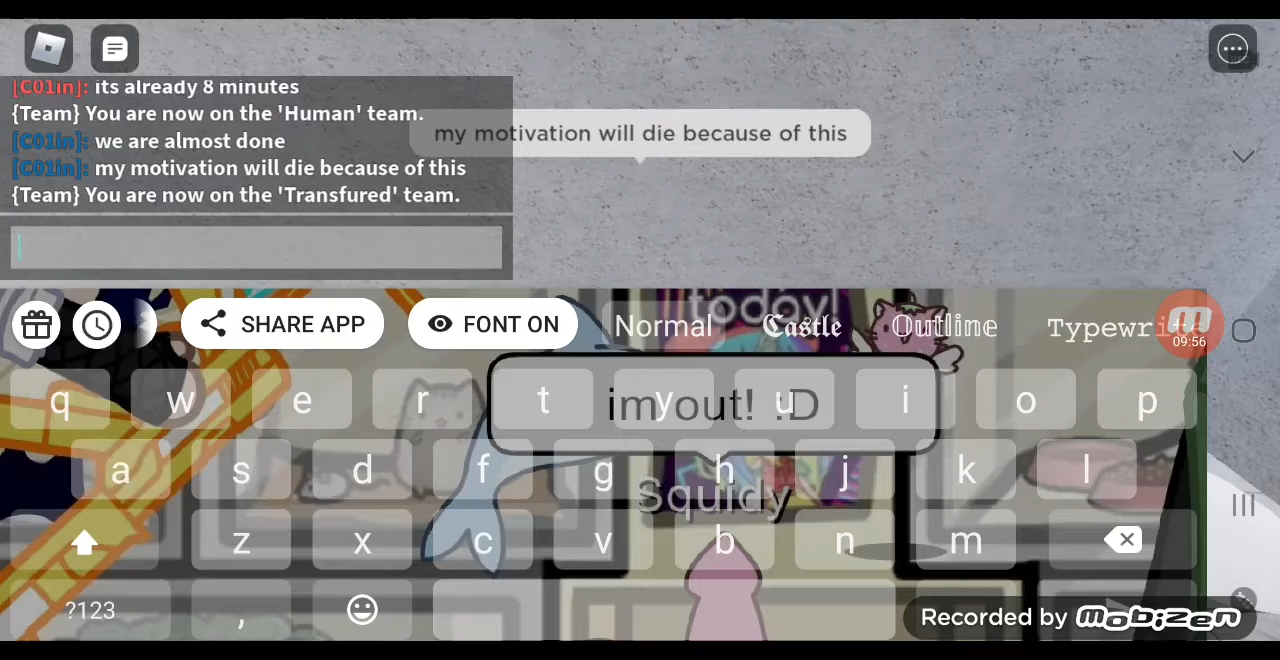 [C01in]: its already 8 minutes
{Team} You are now on the 'Human' team.
[C01in]: we are almost done
[C01in]: my motivation will die because of this
{Team} You are now on the 'Transfured' team.
my motivation will die because of this
SHARE APP
FONT ON
Normal
Castle
Outline
Typewrite
09:56
today!
q w e r t y u i o p
im out! :D
a s d f g h j k l
Squidy
z x c v b n m
?123 ,
Recorded by Mobizen